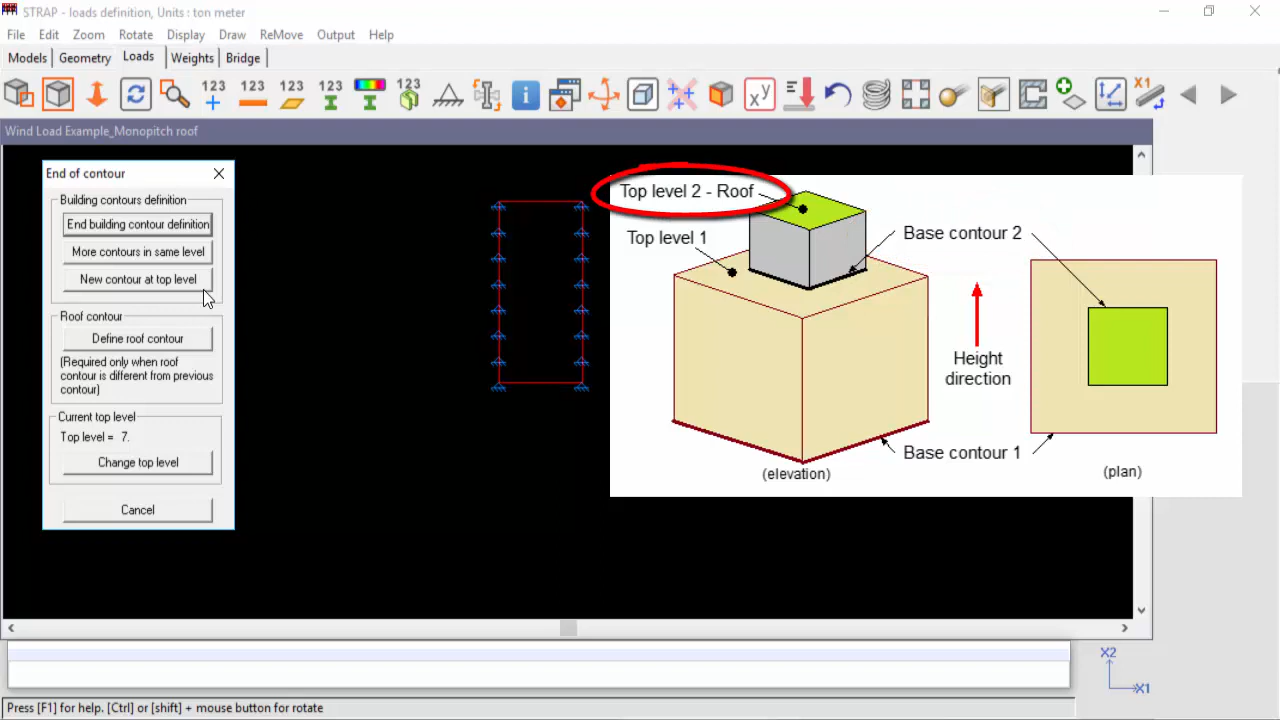 STRAP - loads definition, Units : ton meter
File Edit Zoom Rotate Display Draw ReMove Output Help
Models Geometry Loads Weights Bridge
123 123 123 123 123 xy X1
Wind Load Example_Monopitch roof
End of contour
Building contours definition
End building contour definition
More contours in same level
New contour at top level
Roof contour
Define roof contour
(Required only when roof
contour is different from previous
contour)
Current top level
Top level = 7.
Change top level
Cancel
Top level 2 - Roof
Top level 1
Base contour 2
Height
direction
Base contour 1
(elevation)
(plan)
X2
X1
Press [F1] for help. [Ctrl] or [shift] + mouse button for rotate